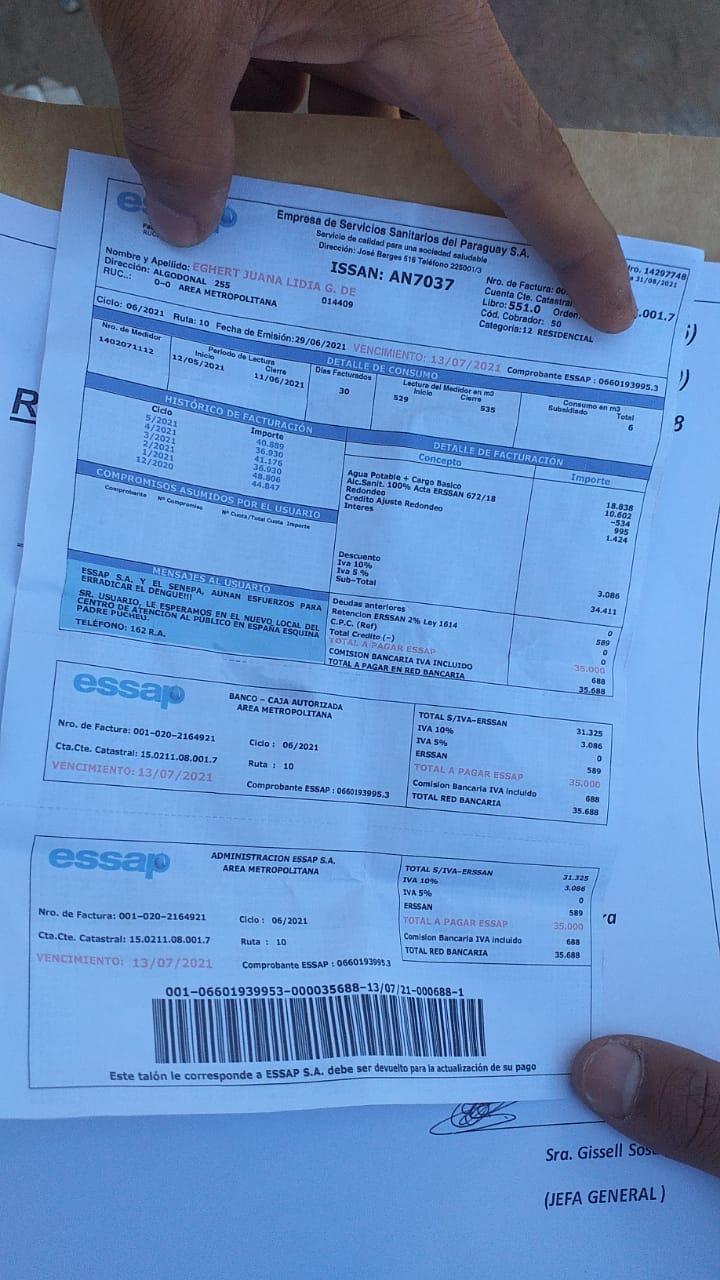 essap
Empresa de Servicios Sanitarios del Paraguay S.A.
Servicio de calidad para una sociedad saludable
Dirección: José Berges 516 Teléfono 225001/3
RUC
ISSAN: AN7037
Nombre y Apellido: EGHERT JUANA LIDIA G. DE
Dirección: ALGODONAL 255
RUC..: 0-0 AREA METROPOLITANA 014409
Nro. de Factura: 00
Cuenta Cte. Catastral
.001.7
Libro: 551.0 Orden
Cód. Cobrador: 50
Categoria: 12 RESIDENCIAL
ro. 14297748
a 31/08/2021
Ciclo: 06/2021 Ruta: 10 Fecha de Emisión: 29/06/2021 VENCIMIENTO: 13/07/2021 Comprobante ESSAP : 0660193995.3
DETALLE DE CONSUMO
Nro. de Medidor
1402071112
Periodo de Lectura
Inicio Cierre
12/05/2021 11/06/2021
Dias Facturados
30
Lectura del Medidor en m3
Inicio Cierre
529 535
Consumo en m3
Subsidiado Total
6
HISTÓRICO DE FACTURACIÓN
Ciclo Importe
5/2021 40.889
4/2021 36.930
3/2021 41.176
2/2021 36.930
1/2021 48.806
12/2020 44.847
COMPROMISOS ASUMIDOS POR EL USUARIO
Comprobante Nº Compromiso Nº Cuota/Total Cuota Importe
MENSAJES AL USUARIO
ESSAP S.A. Y EL SENEPA, AUNAN ESFUERZOS PARA
ERRADICAR EL DENGUE!!!
SR. USUARIO, LE ESPERAMOS EN EL NUEVO LOCAL DEL
CENTRO DE ATENCIÓN AL PÚBLICO EN ESPAÑA ESQUINA
PADRE PUCHEU.
TELÉFONO: 162 R.A.
DETALLE DE FACTURACIÓN
Concepto Importe
Agua Potable + Cargo Basico 18.838
Alc.Sanit. 100% Acta ERSSAN 672/18 10.602
Redondeo -534
Credito Ajuste Redondeo 995
Interes 1.424
Descuento
Iva 10% 3.086
Iva 5 %
Sub-Total 34.411
Deudas anteriores 0
Retencion ERSSAN 2% Ley 1614 589
C.P.C. (Ref) 0
Total Credito (-) 0
TOTAL A PAGAR ESSAP 35.000
COMISION BANCARIA IVA INCLUIDO 688
TOTAL A PAGAR EN RED BANCARIA 35.688
essap
BANCO - CAJA AUTORIZADA
AREA METROPOLITANA
Nro. de Factura: 001-020-2164921 Ciclo : 06/2021
Cta.Cte. Catastral: 15.0211.08.001.7 Ruta : 10
VENCIMIENTO: 13/07/2021 Comprobante ESSAP : 0660193995.3
TOTAL S/IVA-ERSSAN 31.325
IVA 10% 3.086
IVA 5% 0
ERSSAN 589
TOTAL A PAGAR ESSAP 35.000
Comision Bancaria IVA incluido 688
TOTAL RED BANCARIA 35.688
essap
ADMINISTRACION ESSAP S.A.
AREA METROPOLITANA
Nro. de Factura: 001-020-2164921 Ciclo : 06/2021
Cta.Cte. Catastral: 15.0211.08.001.7 Ruta : 10
VENCIMIENTO: 13/07/2021 Comprobante ESSAP : 0660193995.3
TOTAL S/IVA-ERSSAN 31.325
IVA 10% 3.086
IVA 5% 0
ERSSAN 589
TOTAL A PAGAR ESSAP 35.000
Comision Bancaria IVA incluido 688
TOTAL RED BANCARIA 35.688
001-06601939953-000035688-13/07/21-000688-1
Este talón le corresponde a ESSAP S.A. debe ser devuelto para la actualización de su pago
R
8
ra
Sra. Gissell Sos
(JEFA GENERAL )